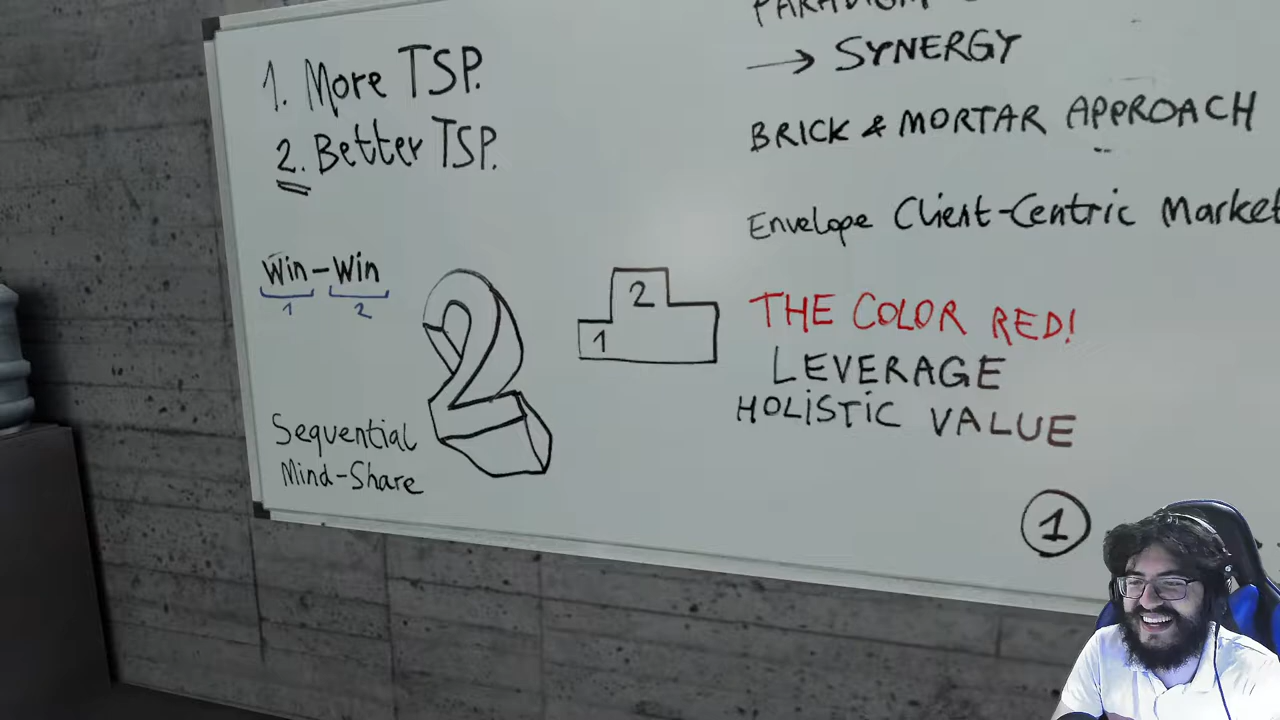 1. More TSP.
2. Better TSP.
Win-Win
1 2
Sequential
Mind-Share
2
2
1
→ SYNERGY
BRICK & MORTAR APPROACH
Envelope Client-Centric
THE COLOR RED!
LEVERAGE
HOLISTIC VALUE
1